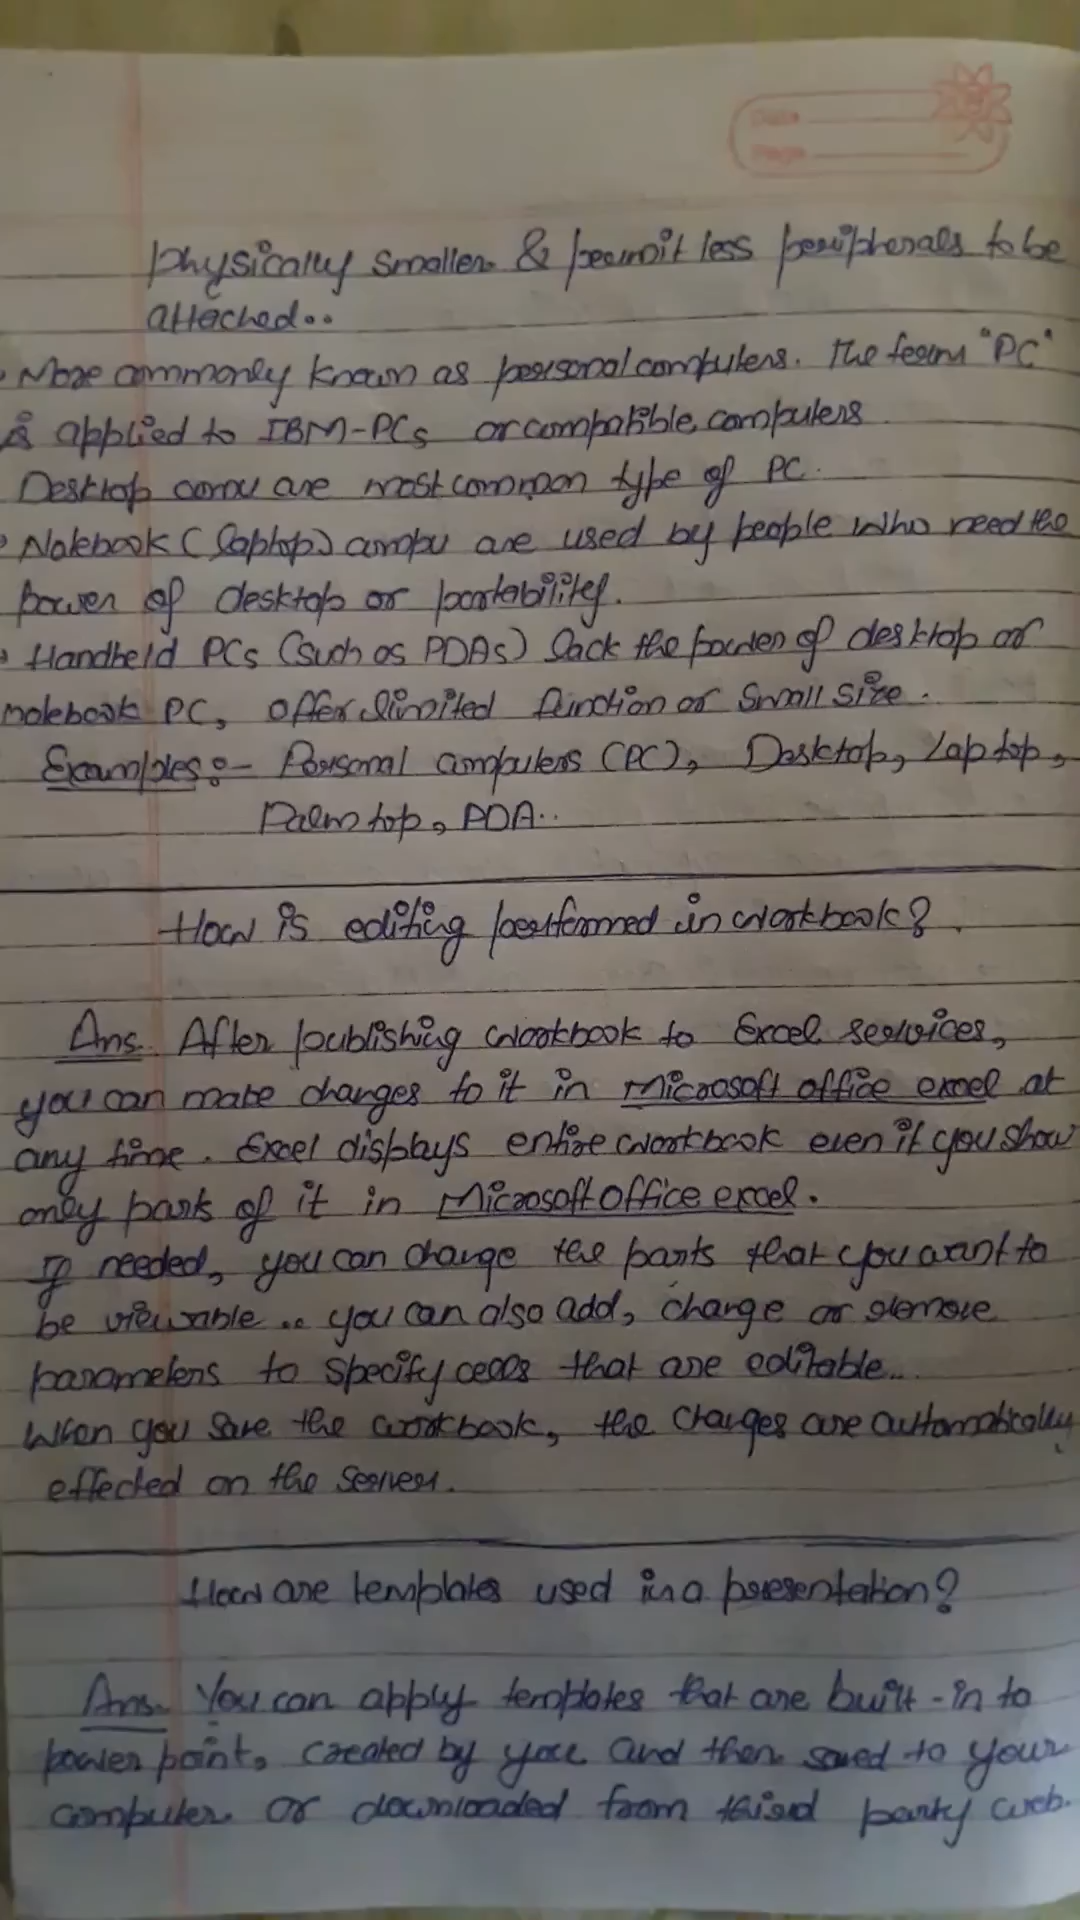 Date
Page
physically smaller & permit less peripherals to be
attached..
• More commonly known as personal computers. The term "PC"
is applied to IBM-PCs or compatible computers
Desktop comu are most common type of PC.
• Notebook (laptop) compu are used by people who need the
power of desktop or portability.
• Handheld PCs (such as PDAs) lack the power of desktop or
notebook PC, offer limited function or small size.
Examples:- Personal computers (PC), Desktop, Laptop,
Palm top, PDA..
How is editing performed in workbook?
Ans. After publishing workbook to Excel services,
you can make changes to it in Microsoft office excel at
any time. Excel displays entire workbook even if you show
only parts of it in Microsoft office excel.
If needed, you can change the parts that you want to
be viewable .. you can also add, change or remove
parameters to specify cells that are editable..
When you save the workbook, the changes are automatically
effected on the server.
How are templates used in a presentation?
Ans. You can apply templates that are built-in to
power point, created by you and then saved to your
computer or downloaded from third party web.